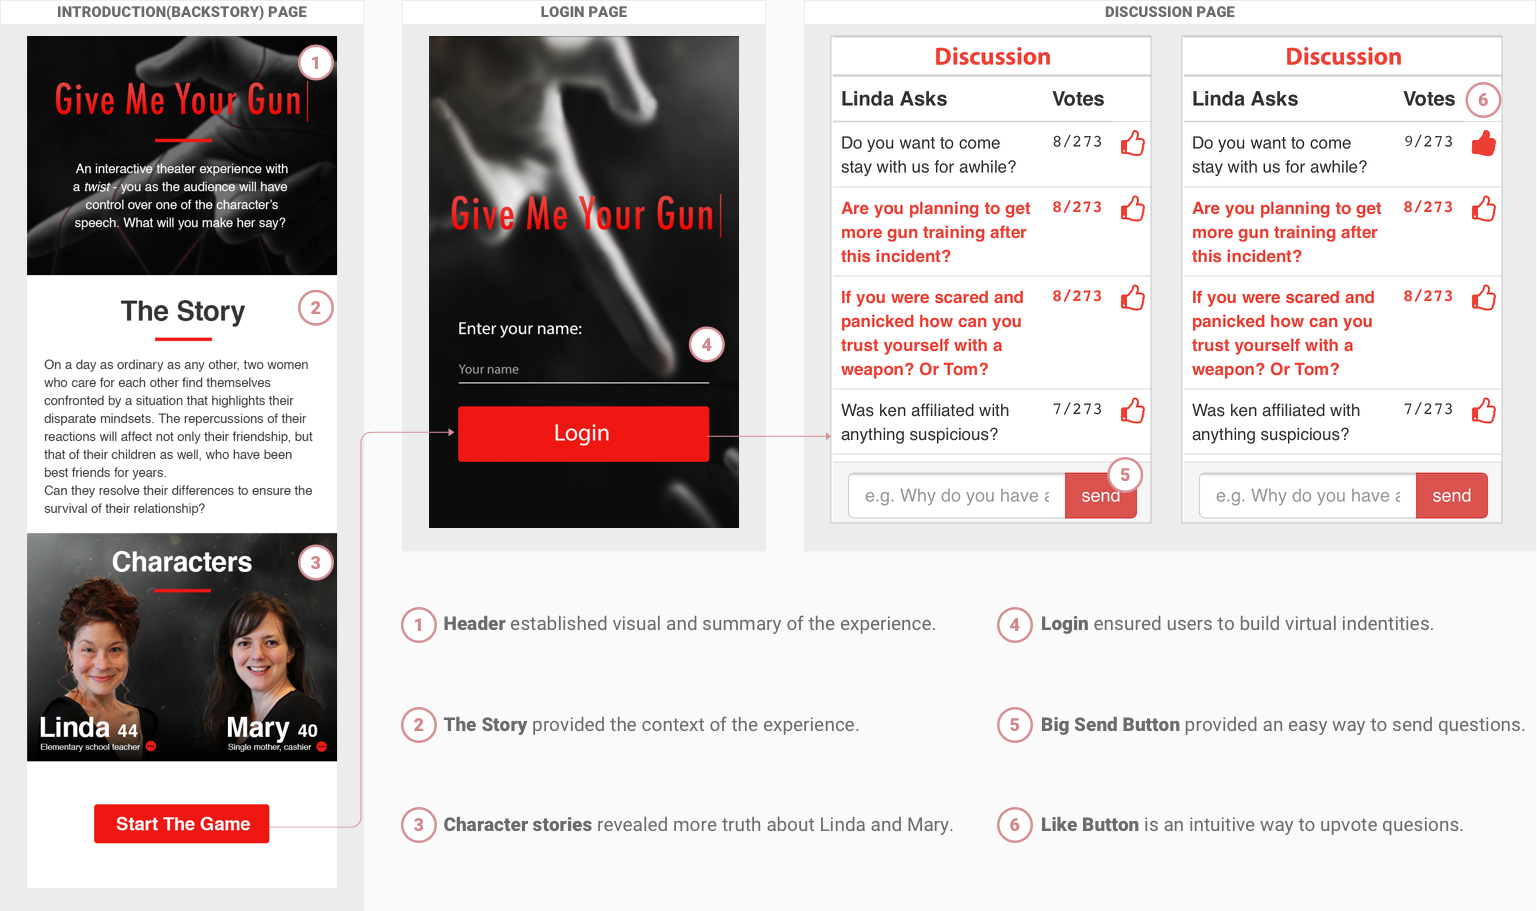 INTRODUCTION(BACKSTORY) PAGE
1
Give Me Your Gun
An interactive theater experience with
a twist - you as the audience will have
control over one of the character's
speech. What will you make her say?
The Story
2
On a day as ordinary as any other, two women
who care for each other find themselves
confronted by a situation that highlights their
disparate mindsets. The repercussions of their
reactions will affect not only their friendship, but
that of their children as well, who have been
best friends for years.
Can they resolve their differences to ensure the
survival of their relationship?
Characters
3
Linda 44
Elementary school teacher
Mary 40
Single mother, cashier
Start The Game
LOGIN PAGE
Give Me Your Gun
Enter your name:
4
Your name
Login
DISCUSSION PAGE
Discussion
Linda Asks Votes
Do you want to come 8/273
stay with us for awhile?
Are you planning to get 8/273
more gun training after
this incident?
If you were scared and 8/273
panicked how can you
trust yourself with a
weapon? Or Tom?
Was ken affiliated with 7/273
anything suspicious?
5
e.g. Why do you have a send
Discussion
Linda Asks Votes 6
Do you want to come 9/273
stay with us for awhile?
Are you planning to get 8/273
more gun training after
this incident?
If you were scared and 8/273
panicked how can you
trust yourself with a
weapon? Or Tom?
Was ken affiliated with 7/273
anything suspicious?
e.g. Why do you have a send
1 Header established visual and summary of the experience.
2 The Story provided the context of the experience.
3 Character stories revealed more truth about Linda and Mary.
4 Login ensured users to build virtual indentities.
5 Big Send Button provided an easy way to send questions.
6 Like Button is an intuitive way to upvote quesions.